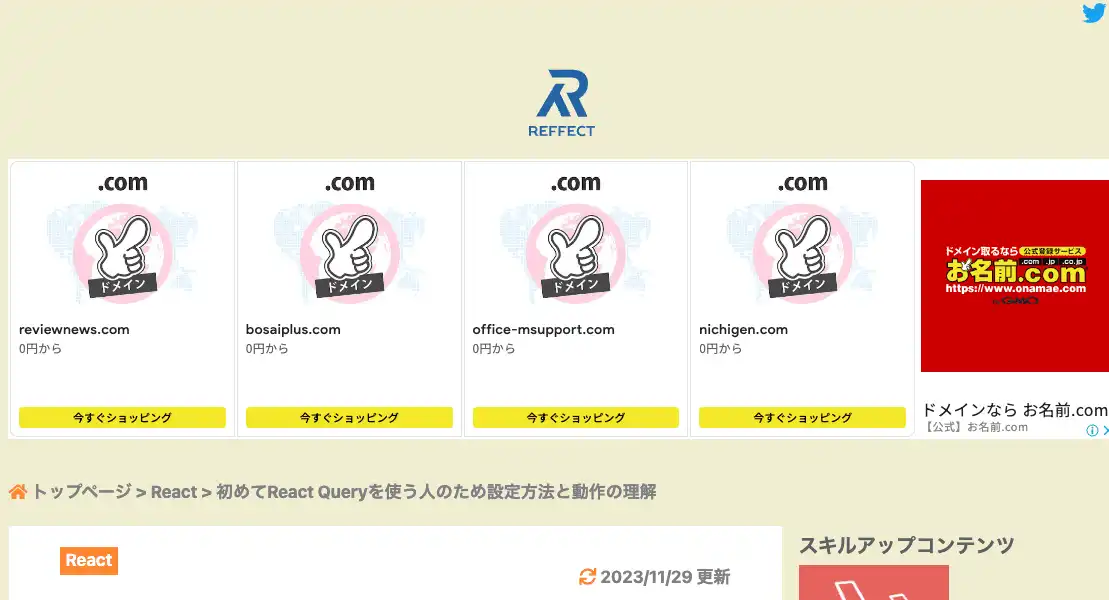 REFFECT
.com
ドメイン
reviewnews.com
0円から
今すぐショッピング
.com
ドメイン
bosaiplus.com
0円から
今すぐショッピング
.com
ドメイン
office-msupport.com
0円から
今すぐショッピング
.com
ドメイン
nichigen.com
0円から
今すぐショッピング
ドメイン取るなら 公式登録サービス
.com .jp .co.jp
お名前.com
https://www.onamae.com
by GMO
ドメインなら お名前.com
【公式】お名前.com
トップページ > React > 初めてReact Queryを使う人のため設定方法と動作の理解
React
2023/11/29 更新
スキルアップコンテンツ